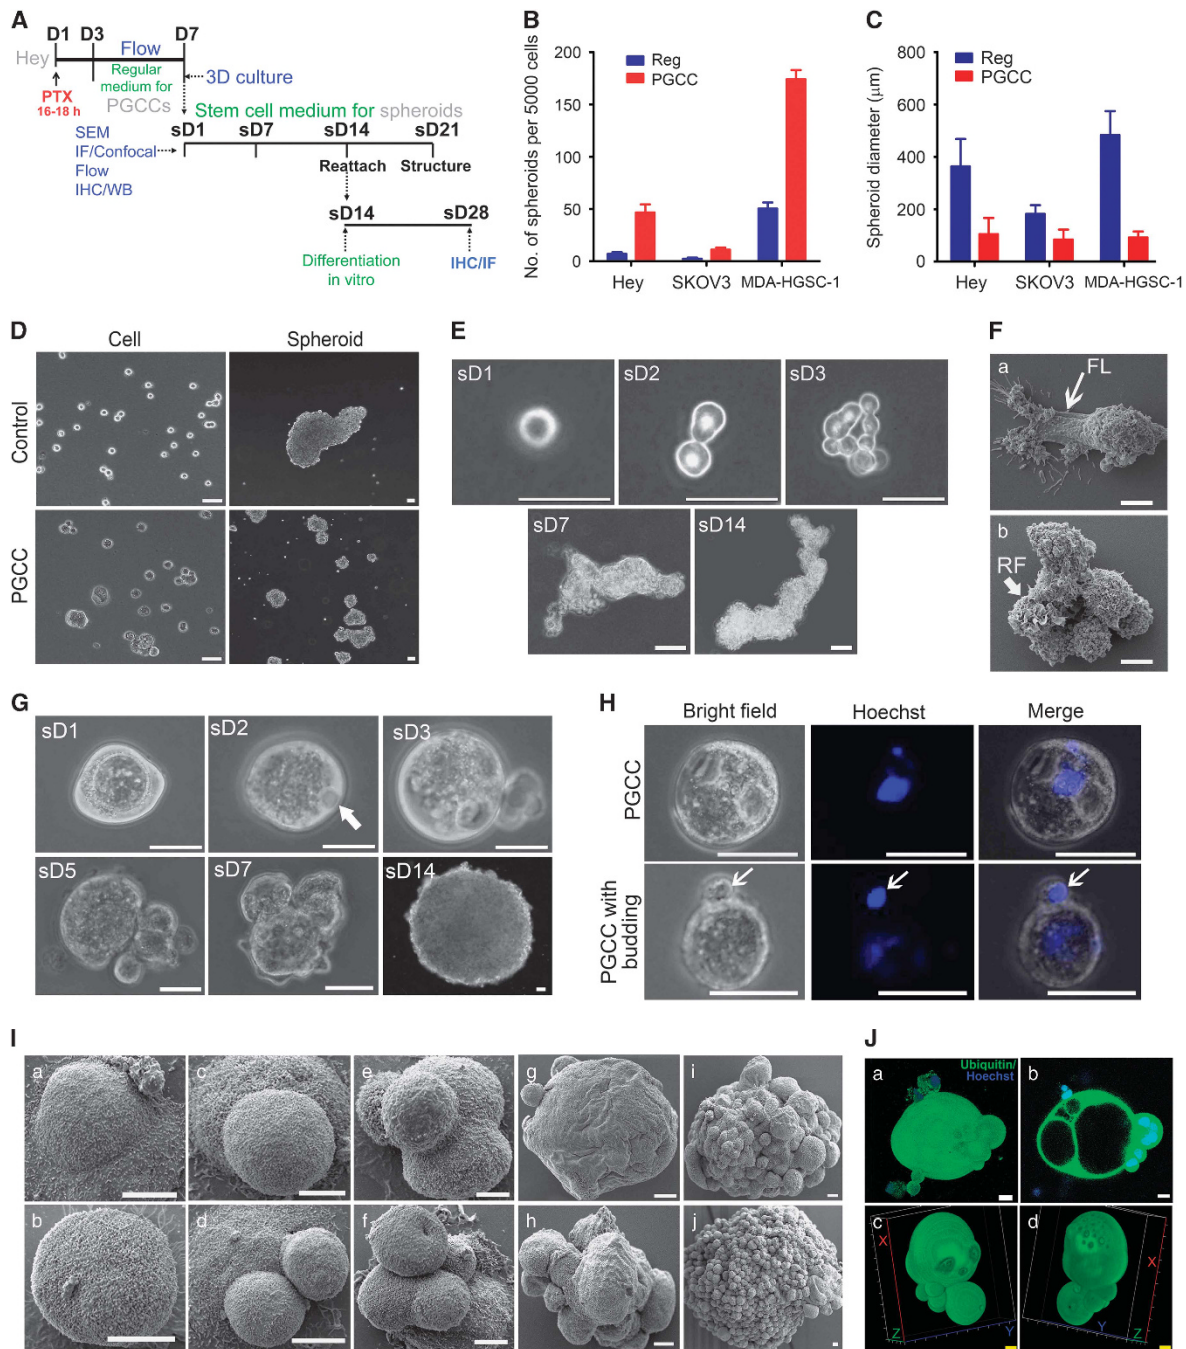 A
D1 D3 D7
Hey
Flow
Regular
medium for
PGCCs
3D culture
PTX
16-18 h
Stem cell medium for spheroids
SEM
IF/Confocal
Flow
IHC/WB
sD1 sD7 sD14 sD21
Reattach Structure
sD14 sD28
Differentiation
in vitro
IHC/IF
B
No. of spheroids per 5000 cells
200
150
100
50
0
Reg
PGCC
Hey SKOV3 MDA-HGSC-1
C
Spheroid diameter (μm)
800
600
400
200
0
Reg
PGCC
Hey SKOV3 MDA-HGSC-1
D
Cell Spheroid
Control
PGCC
E
sD1 sD2 sD3
sD7 sD14
F
a
FL
b
RF
G
sD1 sD2 sD3
sD5 sD7 sD14
H
Bright field Hoechst Merge
PGCC
PGCC with
budding
I
a c e g i
b d f h j
J
a
Ubiquitin/
Hoechst
b
c
X
Z
Y
d
X
Y
Z